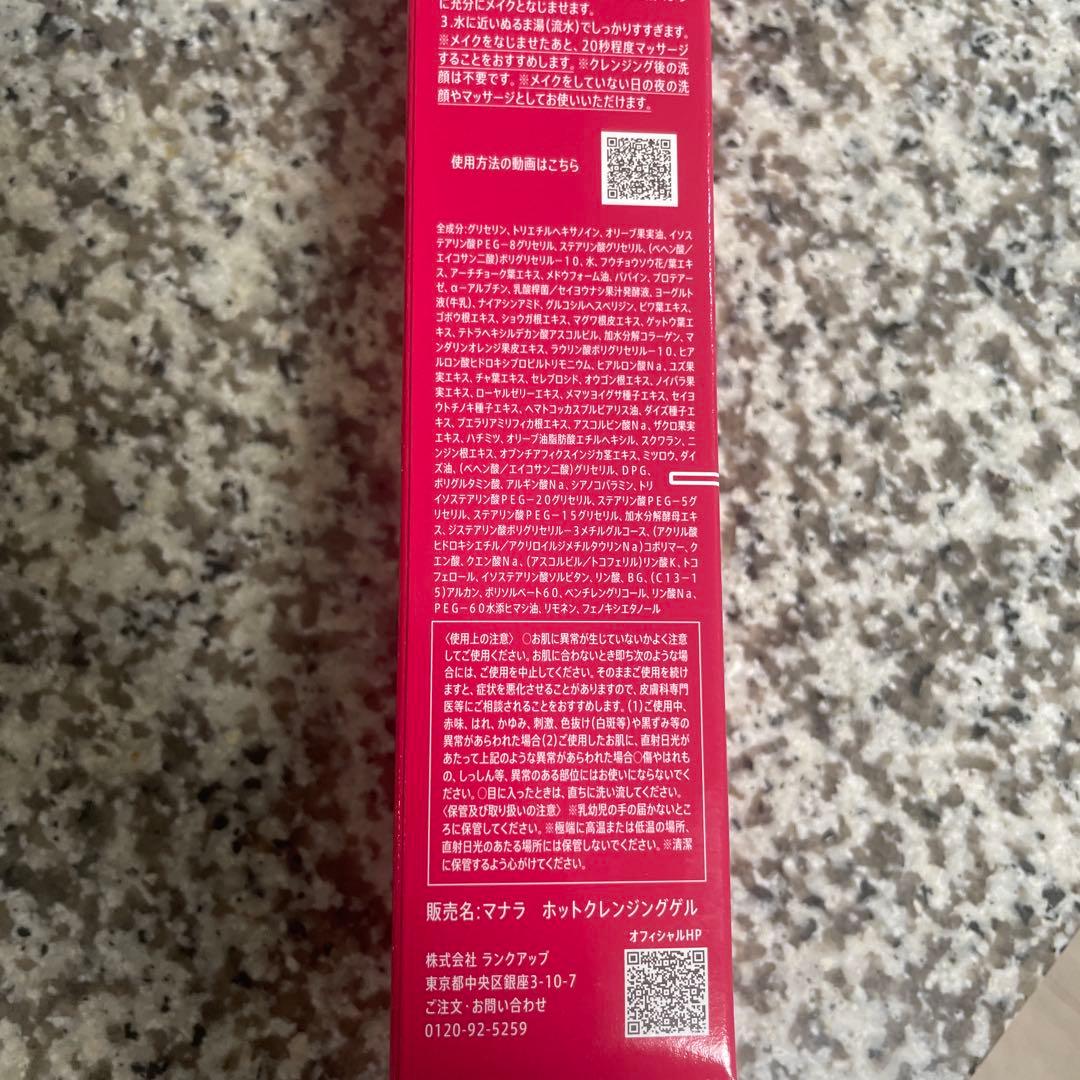 に充分にメイクとなじませます。
3.水に近いぬるま湯(流水)でしっかりすすぎます。
※メイクをなじませたあと、20秒程度マッサージ
することをおすすめします。※クレンジング後の洗
顔は不要です。※メイクをしていない日の夜の洗
顔やマッサージとしてお使いいただけます。
使用方法の動画はこちら
全成分:グリセリン、トリエチルヘキサノイン、オリーブ果実油、イソス
テアリン酸PEG-8グリセリル、ステアリン酸グリセリル、(ベヘン酸/
エイコサン二酸)ポリグリセリル-10、水、フウチョウソウ花/葉エキ
ス、アーチチョーク葉エキス、メドウフォーム油、パパイン、プロテアー
ゼ、α-アルブチン、乳酸桿菌/セイヨウナシ果汁発酵液、ヨーグルト
液(牛乳)、ナイアシンアミド、グルコシルヘスペリジン、ビワ葉エキス、
ゴボウ根エキス、ショウガ根エキス、マグワ根皮エキス、ゲットウ葉エ
キス、テトラヘキシルデカン酸アスコルビル、加水分解コラーゲン、マ
ンダリンオレンジ果皮エキス、ラウリン酸ポリグリセリル-10、ヒア
ルロン酸ヒドロキシプロピルトリモニウム、ヒアルロン酸Na、ユズ果
実エキス、チャ葉エキス、セレブロシド、オウゴン根エキス、ノイバラ果
実エキス、ローヤルゼリーエキス、メマツヨイグサ種子エキス、セイヨ
ウトチノキ種子エキス、ヘマトコッカスプルビアリス油、ダイズ種子エ
キス、プエラリアミリフィカ根エキス、アスコルビン酸Na、ザクロ果実
エキス、ハチミツ、オリーブ油脂肪酸エチルヘキシル、スクワラン、ニ
ンジン根エキス、オプンチアフィクスインジカ茎エキス、ミツロウ、ダイ
ズ油、(ベヘン酸/エイコサン二酸)グリセリル、DPG、
ポリグルタミン酸、アルギン酸Na、シアノコバラミン、トリ
イソステアリン酸PEG-20グリセリル、ステアリン酸PEG-5グ
リセリル、ステアリン酸PEG-15グリセリル、加水分解酵母エキ
ス、ジステアリン酸ポリグリセリル-3メチルグルコース、(アクリル酸
ヒドロキシエチル/アクリロイルジメチルタウリンNa)コポリマー、ク
エン酸、クエン酸Na、(アスコルビル/トコフェリル)リン酸K、トコ
フェロール、イソステアリン酸ソルビタン、リン酸、BG、(C13-1
5)アルカン、ポリソルベート60、ペンチレングリコール、リン酸Na、
PEG-60水添ヒマシ油、リモネン、フェノキシエタノール
〈使用上の注意〉 ○お肌に異常が生じていないかよく注意
してご使用ください。お肌に合わないとき即ち次のような場
合には、ご使用を中止してください。そのままご使用を続け
ますと、症状を悪化させることがありますので、皮膚科専門
医等にご相談されることをおすすめします。(1)ご使用中、
赤味、はれ、かゆみ、刺激、色抜け(白斑等)や黒ずみ等の
異常があらわれた場合(2)ご使用したお肌に、直射日光が
あたって上記のような異常があらわれた場合○傷やはれも
の、しっしん等、異常のある部位にはお使いにならないでく
ださい。○目に入ったときは、直ちに洗い流してください。
〈保管及び取り扱いの注意〉 ※乳幼児の手の届かないとこ
ろに保管してください。※極端に高温または低温の場所、
直射日光のあたる場所には保管しないでください。※清潔
に保管するよう心がけてください。
販売名:マナラ ホットクレンジングゲル
オフィシャルHP
株式会社 ランクアップ
東京都中央区銀座3-10-7
ご注文・お問い合わせ
0120-92-5259